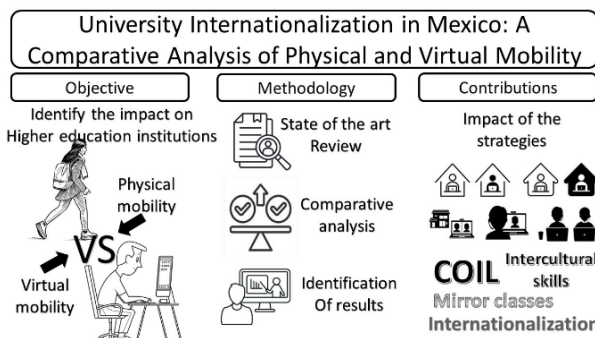 University Internationalization in Mexico: A
Comparative Analysis of Physical and Virtual Mobility
Objective
Identify the impact on
Higher education institutions
Physical
mobility
VS
Virtual
mobility
Methodology
State of the art
Review
Comparative
analysis
Identification
Of results
Contributions
Impact of the
strategies
COIL
Intercultural
skills
Mirror classes
Internationalization